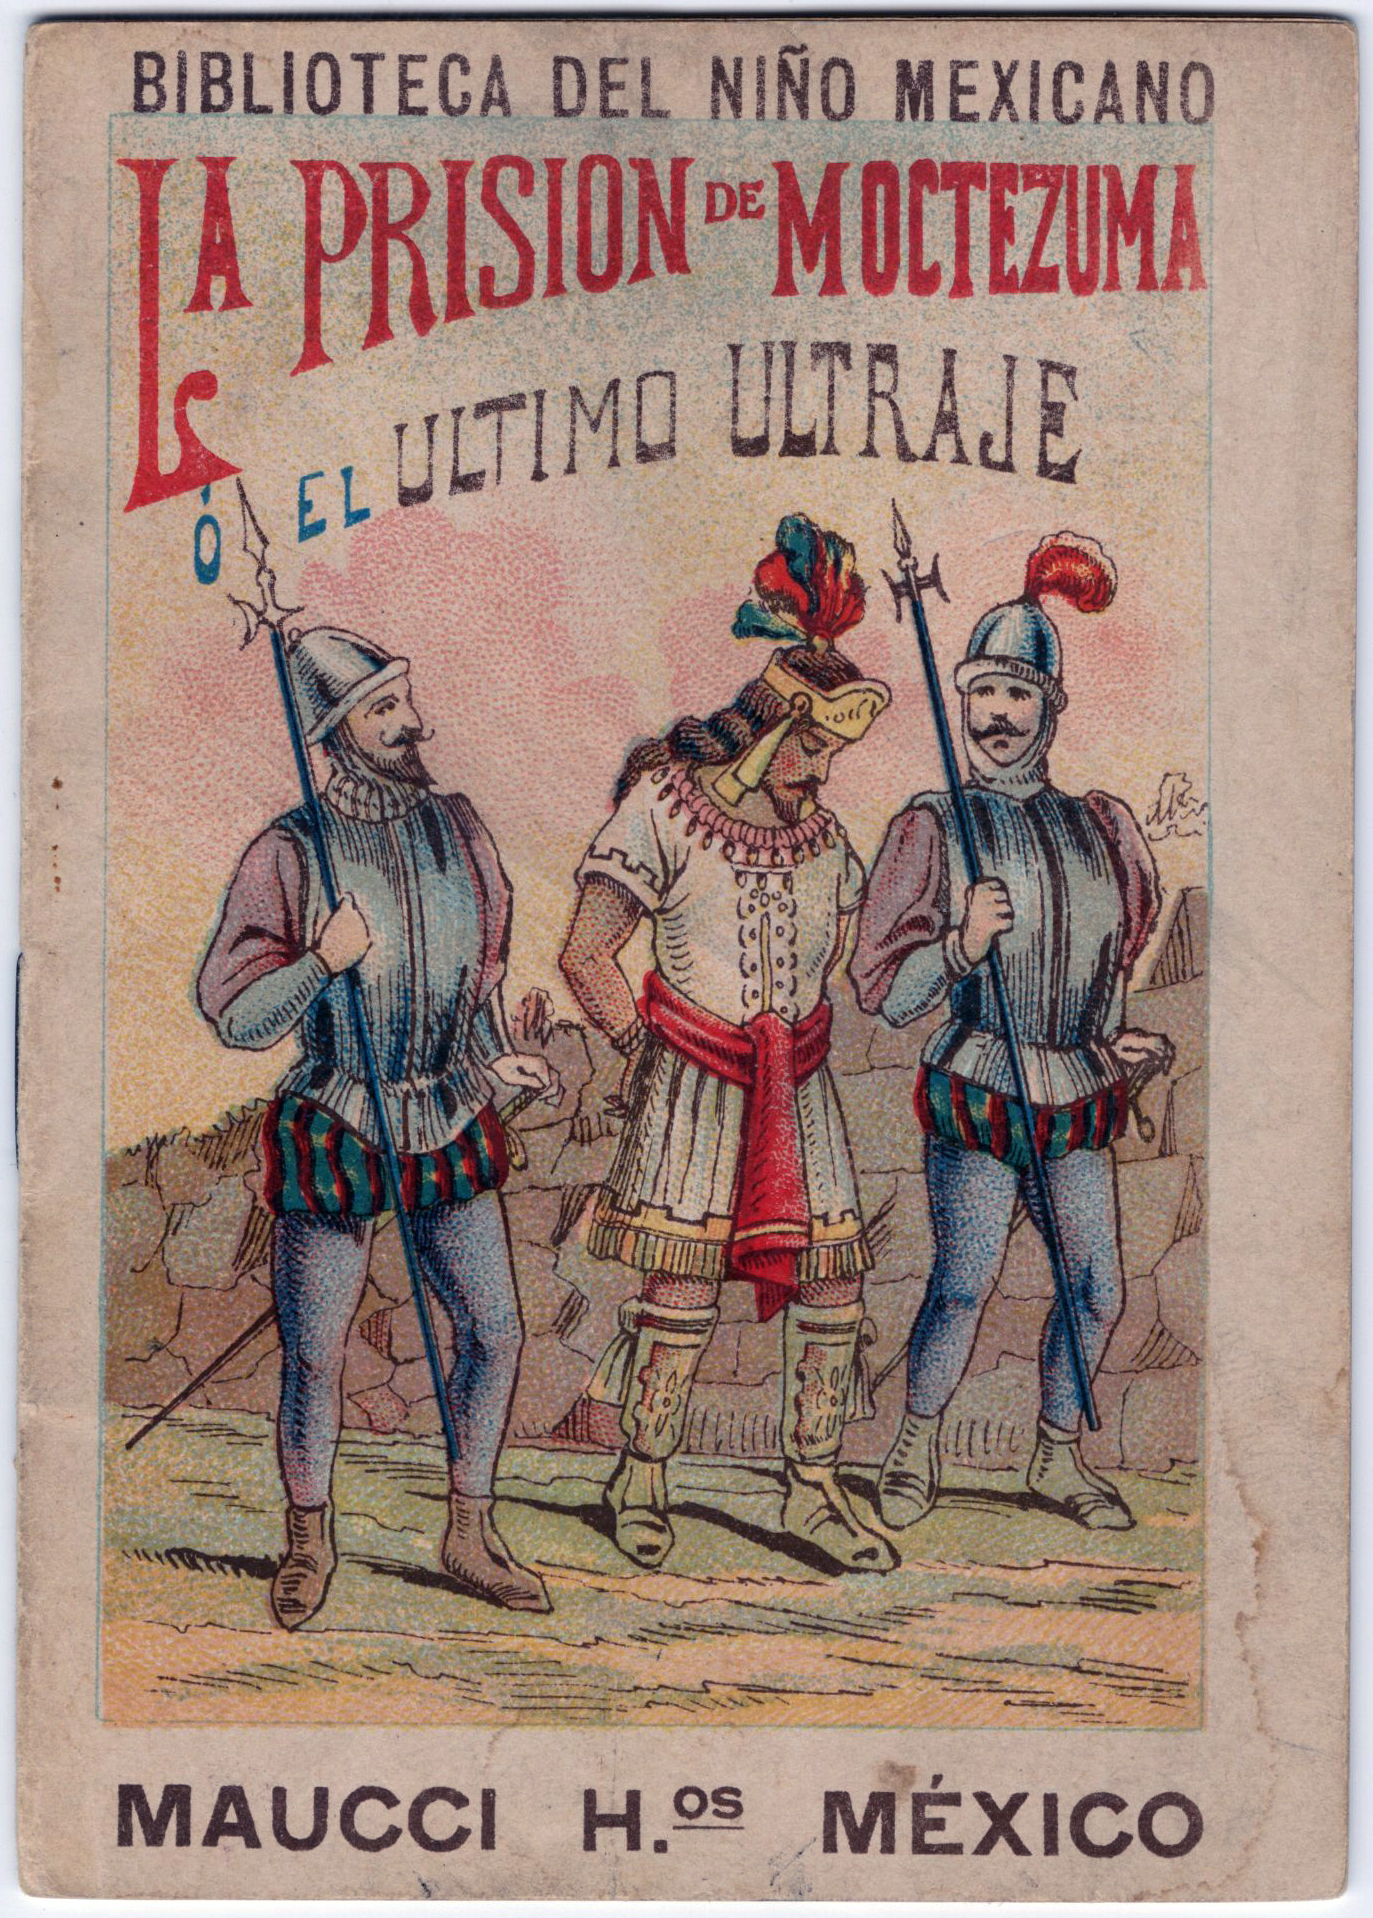 BIBLIOTECA DEL NIÑO MEXICANO
LA PRISION DE MOCTEZUMA
Ó EL ULTIMO ULTRAJE
MAUCCI H.os MÉXICO